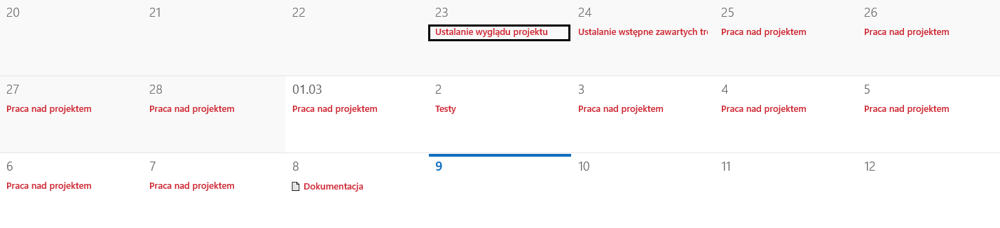 20 21 22 23 24 25 26
Ustalanie wyglądu projektu Ustalanie wstępne zawartych Praca nad projektem Praca nad projektem
27 28 01.03 2 3 4 5
Praca nad projektem Praca nad projektem Praca nad projektem Testy Praca nad projektem Praca nad projektem Praca nad projektem
6 7 8 9 10 11 12
Praca nad projektem Praca nad projektem Dokumentacja